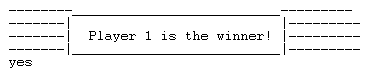 Player 1 is the winner!
yes